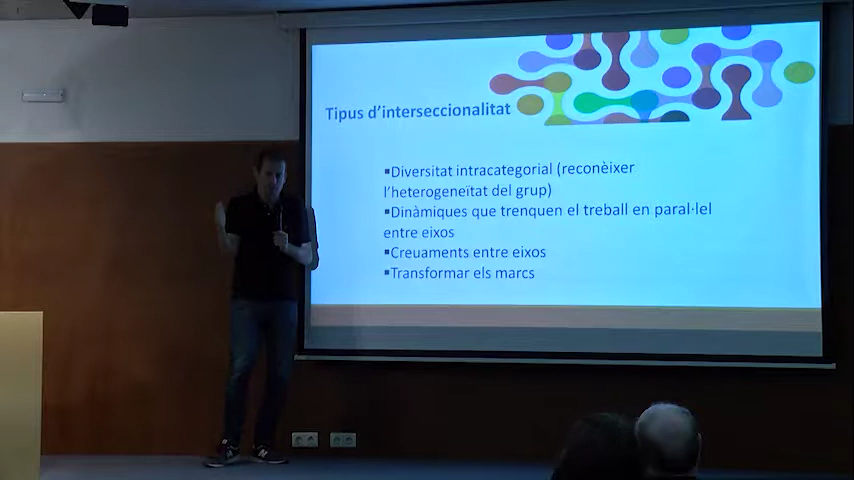 Tipus d'interseccionalitat
▪Diversitat intracategorial (reconèixer
l'heterogeneïtat del grup)
▪Dinàmiques que trenquen el treball en paral·lel
entre eixos
▪Creuaments entre eixos
▪Transformar els marcs